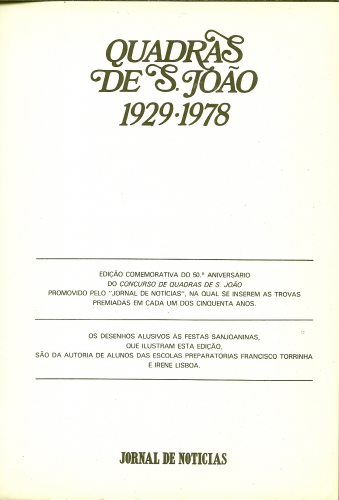 QUADRAS
DE S. JOÃO
1929·1978
EDIÇÃO COMEMORATIVA DO 50.º ANIVERSÁRIO
DO CONCURSO DE QUADRAS DE S. JOÃO
PROMOVIDO PELO "JORNAL DE NOTÍCIAS", NA QUAL SE INSEREM AS TROVAS
PREMIADAS EM CADA UM DOS CINQUENTA ANOS.
OS DESENHOS ALUSIVOS ÀS FESTAS SANJOANINAS,
QUE ILUSTRAM ESTA EDIÇÃO,
SÃO DA AUTORIA DE ALUNOS DAS ESCOLAS PREPARATÓRIAS FRANCISCO TORRINHA
E IRENE LISBOA.
JORNAL DE NOTICIAS